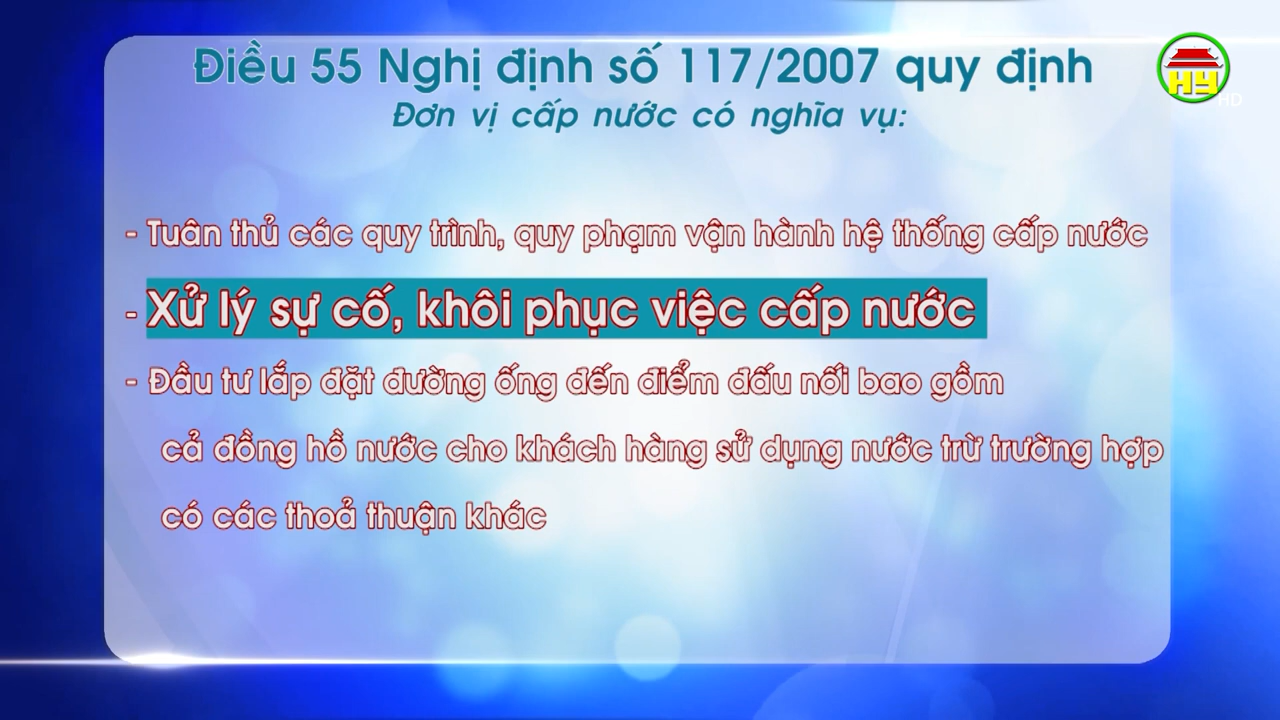 Điều 55 Nghị định số 117/2007 quy định
Đơn vị cấp nước có nghĩa vụ:
HY
HD
- Tuân thủ các quy trình, quy phạm vận hành hệ thống cấp nước
- Xử lý sự cố, khôi phục việc cấp nước
- Đầu tư lắp đặt đường ống đến điểm đấu nối bao gồm
cả đồng hồ nước cho khách hàng sử dụng nước trừ trường hợp
có các thoả thuận khác